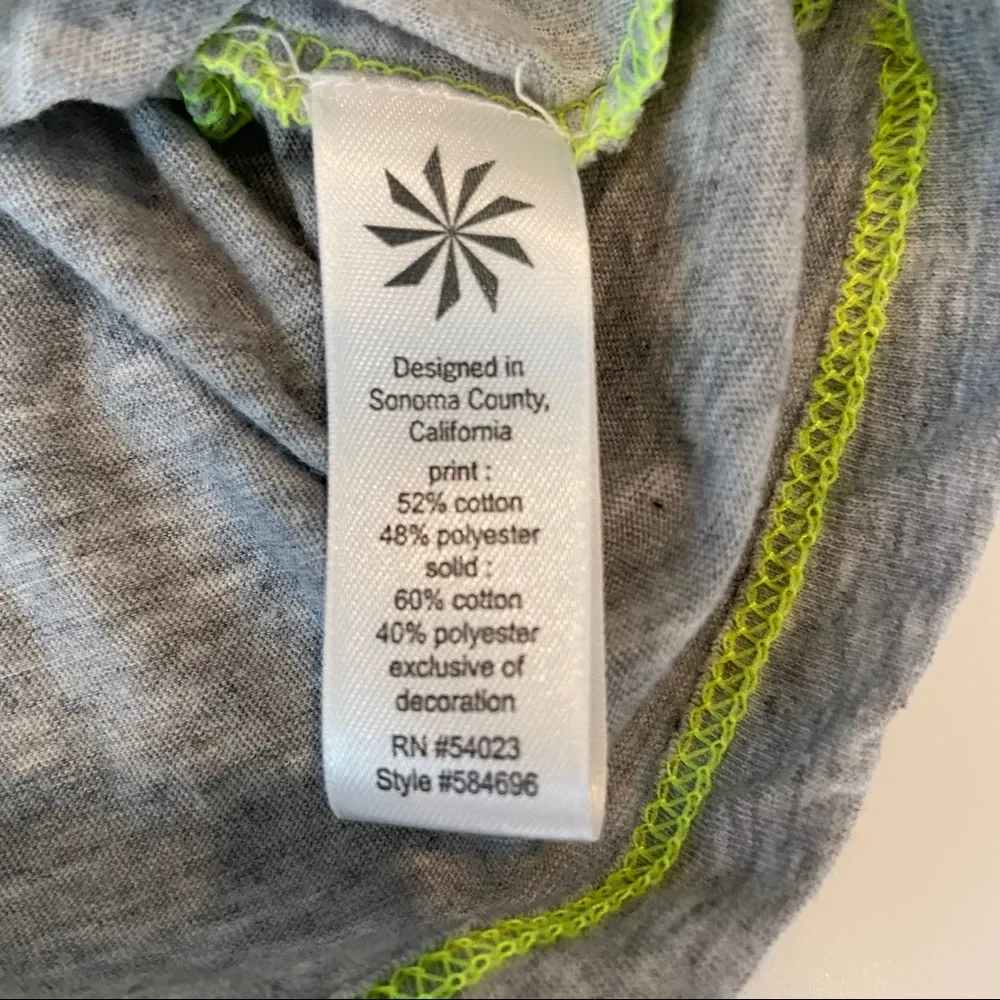 Designed in
Sonoma County,
California
print :
52% cotton
48% polyester
solid :
60% cotton
40% polyester
exclusive of
decoration
RN #54023
Style #584696